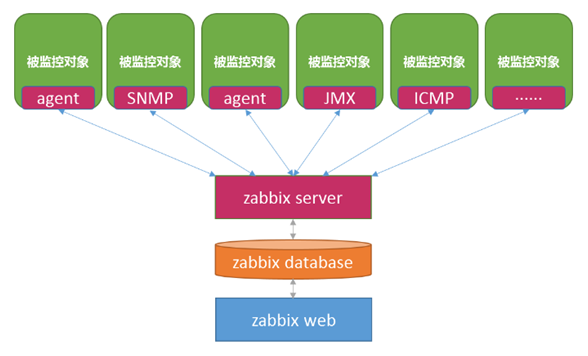 被监控对象 被监控对象 被监控对象 被监控对象 被监控对象 被监控对象
agent SNMP agent JMX ICMP ......
zabbix server
zabbix database
zabbix web